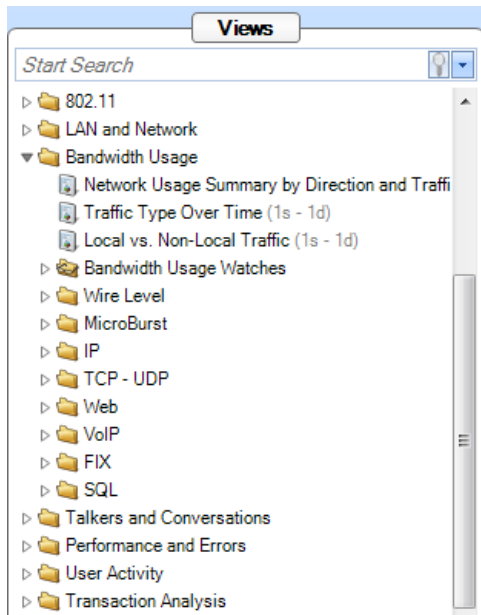 Views
Start Search
802.11
LAN and Network
Bandwidth Usage
Network Usage Summary by Direction and Traffi
Traffic Type Over Time (1s - 1d)
Local vs. Non-Local Traffic (1s - 1d)
Bandwidth Usage Watches
Wire Level
MicroBurst
IP
TCP - UDP
Web
VoIP
FIX
SQL
Talkers and Conversations
Performance and Errors
User Activity
Transaction Analysis